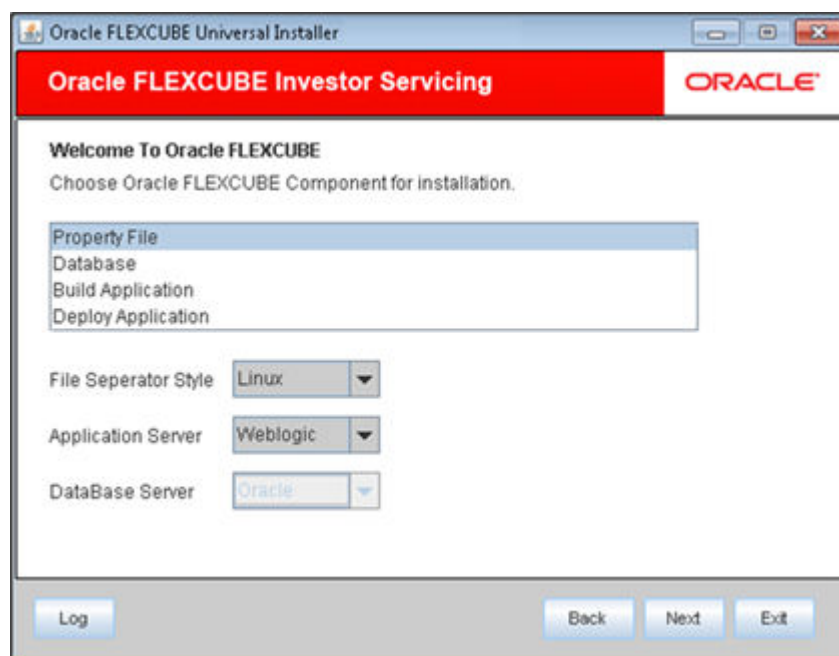 Oracle FLEXCUBE Universal Installer
Oracle FLEXCUBE Investor Servicing
ORACLE
Welcome To Oracle FLEXCUBE
Choose Oracle FLEXCUBE Component for installation.
Property File
Database
Build Application
Deploy Application
File Seperator Style Linux
Application Server Weblogic
DataBase Server Oracle
Log Back Next Exit